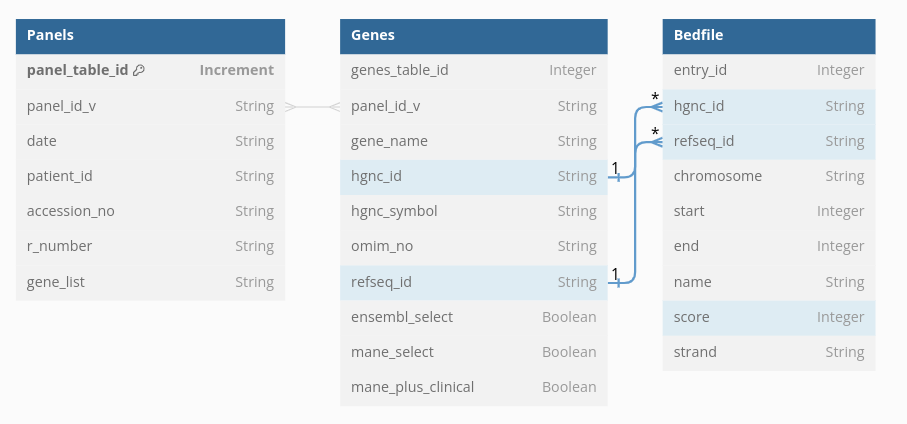 Panels
panel_table_id Increment
panel_id_v String
date String
patient_id String
accession_no String
r_number String
gene_list String
Genes
genes_table_id Integer
panel_id_v String
gene_name String
hgnc_id String 1
hgnc_symbol String
omim_no String
refseq_id String 1
ensembl_select Boolean
mane_select Boolean
mane_plus_clinical Boolean
Bedfile
entry_id Integer
* hgnc_id String
* refseq_id String
chromosome String
start Integer
end Integer
name String
score Integer
strand String